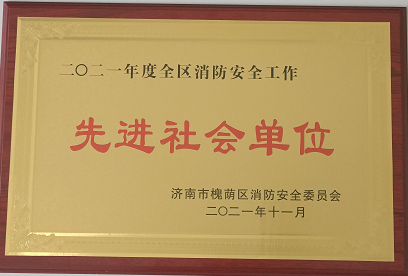 二〇二一年度全区消防安全工作
先进社会单位
济南市槐荫区消防安全委员会
二〇二一年十一月